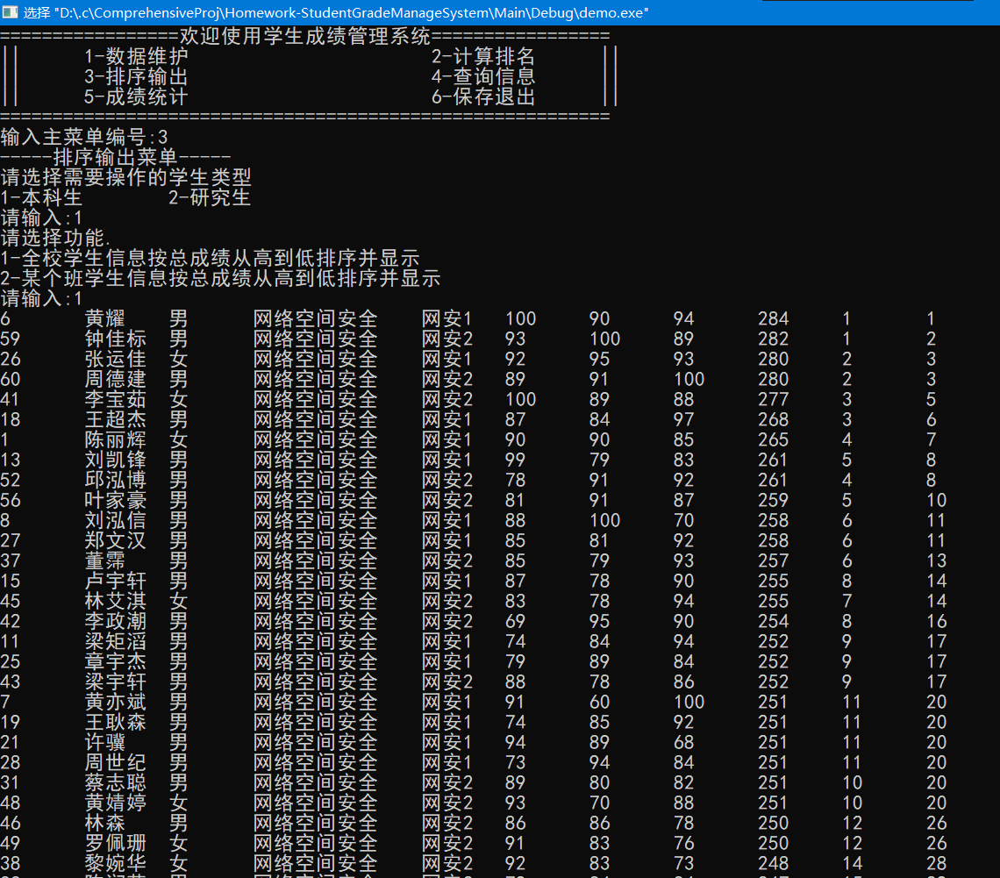 选择 "D:\.c\ComprehensiveProj\Homework-StudentGradeManageSystem\Main\Debug\demo.exe"
=================欢迎使用学生成绩管理系统=================
|| 1-数据维护 2-计算排名 ||
|| 3-排序输出 4-查询信息 ||
|| 5-成绩统计 6-保存退出 ||
==========================================================
输入主菜单编号:3
-----排序输出菜单-----
请选择需要操作的学生类型
1-本科生 2-研究生
请输入:1
请选择功能.
1-全校学生信息按总成绩从高到低排序并显示
2-某个班学生信息按总成绩从高到低排序并显示
请输入:1
6 黄耀 男 网络空间安全 网安1 100 90 94 284 1 1
59 钟佳标 男 网络空间安全 网安2 93 100 89 282 1 2
26 张运佳 女 网络空间安全 网安1 92 95 93 280 2 3
60 周德建 男 网络空间安全 网安2 89 91 100 280 2 3
41 李宝茹 女 网络空间安全 网安2 100 89 88 277 3 5
18 王超杰 男 网络空间安全 网安1 87 84 97 268 3 6
1 陈丽辉 女 网络空间安全 网安1 90 90 85 265 4 7
13 刘凯锋 男 网络空间安全 网安1 99 79 83 261 5 8
52 邱泓博 男 网络空间安全 网安2 78 91 92 261 4 8
56 叶家豪 男 网络空间安全 网安2 81 91 87 259 5 10
8 刘泓信 男 网络空间安全 网安1 88 100 70 258 6 11
27 郑文汉 男 网络空间安全 网安1 85 81 92 258 6 11
37 董霈 男 网络空间安全 网安2 85 79 93 257 6 13
15 卢宇轩 男 网络空间安全 网安1 87 78 90 255 8 14
45 林艾淇 女 网络空间安全 网安2 83 78 94 255 7 14
42 李政潮 男 网络空间安全 网安2 69 95 90 254 8 16
11 梁矩滔 男 网络空间安全 网安1 74 84 94 252 9 17
25 章宇杰 男 网络空间安全 网安1 79 89 84 252 9 17
43 梁宇轩 男 网络空间安全 网安2 88 78 86 252 9 17
7 黄亦斌 男 网络空间安全 网安1 91 60 100 251 11 20
19 王耿森 男 网络空间安全 网安1 74 85 92 251 11 20
21 许骥 男 网络空间安全 网安1 94 89 68 251 11 20
28 周世纪 男 网络空间安全 网安1 73 94 84 251 11 20
31 蔡志聪 男 网络空间安全 网安2 89 80 82 251 10 20
48 黄婧婷 女 网络空间安全 网安2 93 70 88 251 10 20
46 林森 男 网络空间安全 网安2 86 86 78 250 12 26
49 罗佩珊 女 网络空间安全 网安2 91 83 76 250 12 26
38 黎婉华 女 网络空间安全 网安2 92 83 73 248 14 28